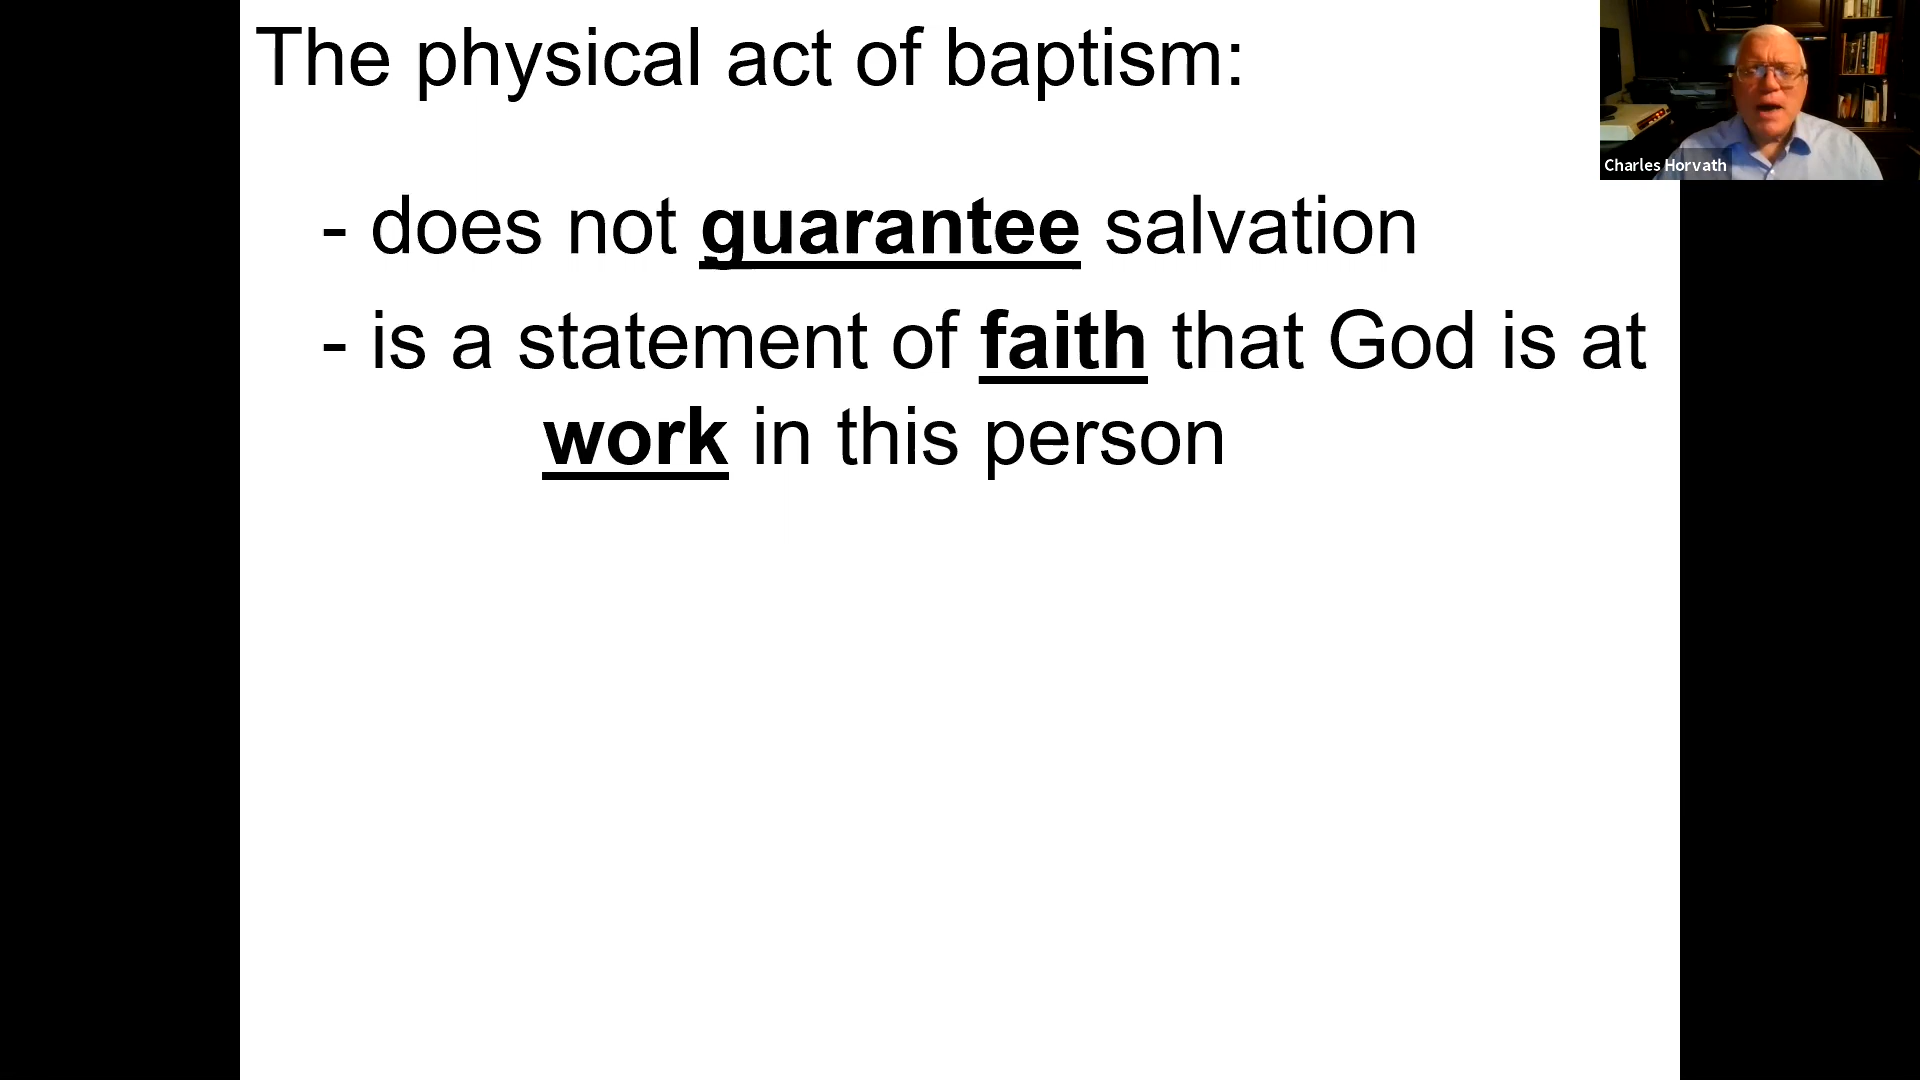 The physical act of baptism:
Charles Horvath
- does not guarantee salvation
- is a statement of faith that God is at
work in this person